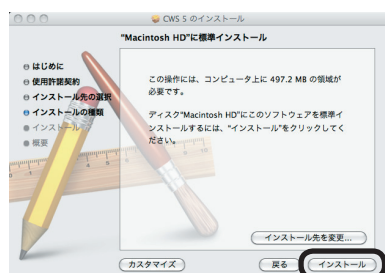 CWS 5 のインストール
"Macintosh HD"に標準インストール
はじめに
使用許諾契約
インストール先の選択
インストールの種類
インストール
概要
この操作には、コンピュータ上に 497.2 MB の領域が
必要です。
ディスク"Macintosh HD"にこのソフトウェアを標準イ
ンストールするには、"インストール"をクリックしてく
ださい。
インストール先を変更...
カスタマイズ
戻る
インストール